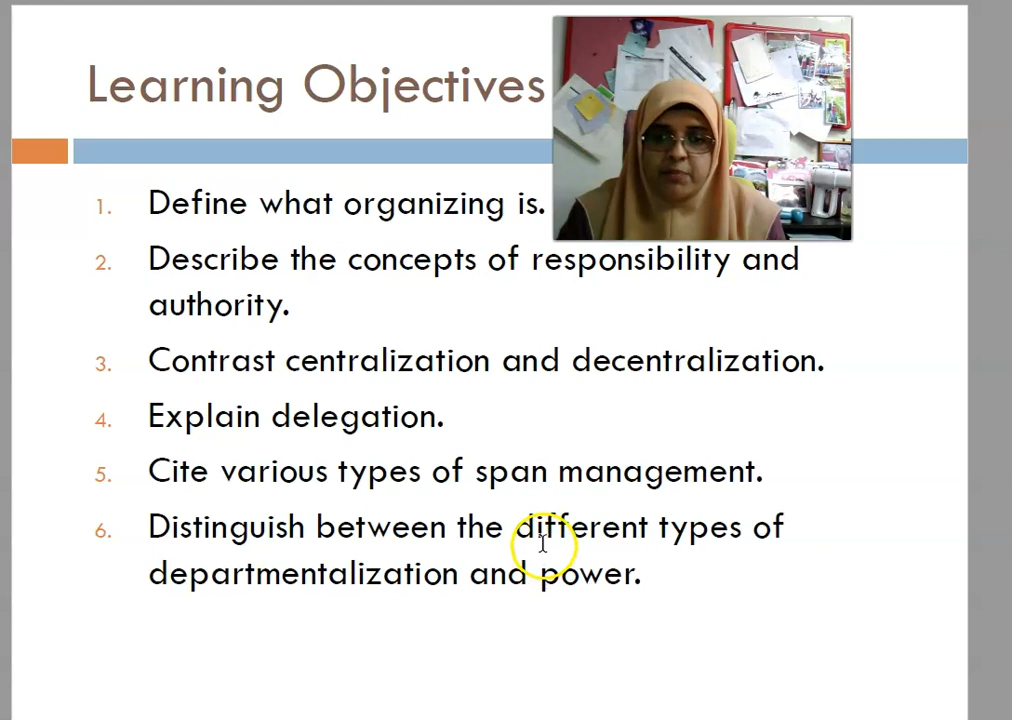 Learning Objectives
1. Define what organizing is.
2. Describe the concepts of responsibility and
authority.
3. Contrast centralization and decentralization.
4. Explain delegation.
5. Cite various types of span management.
6. Distinguish between the different types of
departmentalization and power.